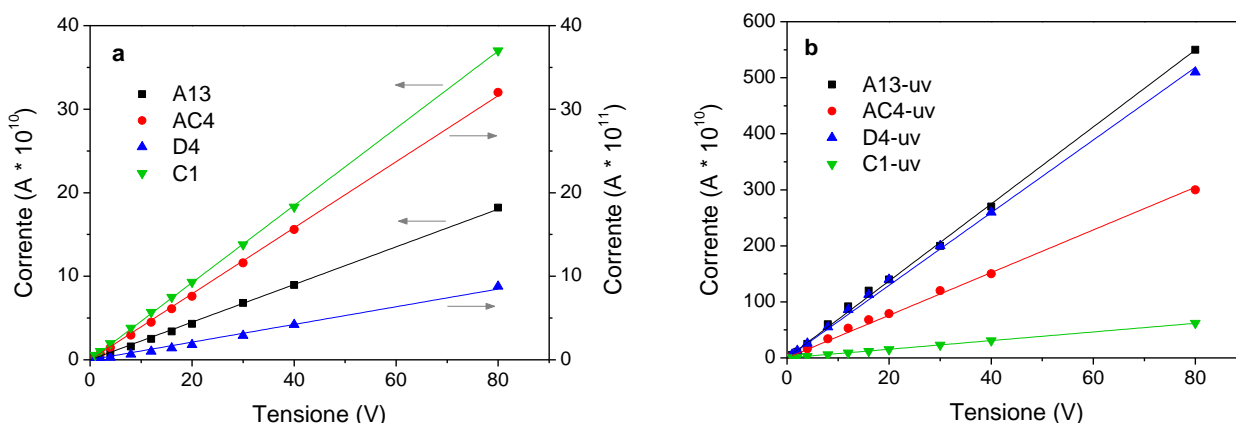 a
A13
AC4
D4
C1
Corrente (A * 10^10)
40
30
20
10
0
0 20 40 60 80
Tensione (V)
40
30
20
10
0
Corrente (A * 10^11)
b
A13-uv
AC4-uv
D4-uv
C1-uv
Corrente (A * 10^10)
600
500
400
300
200
100
0
0 20 40 60 80
Tensione (V)